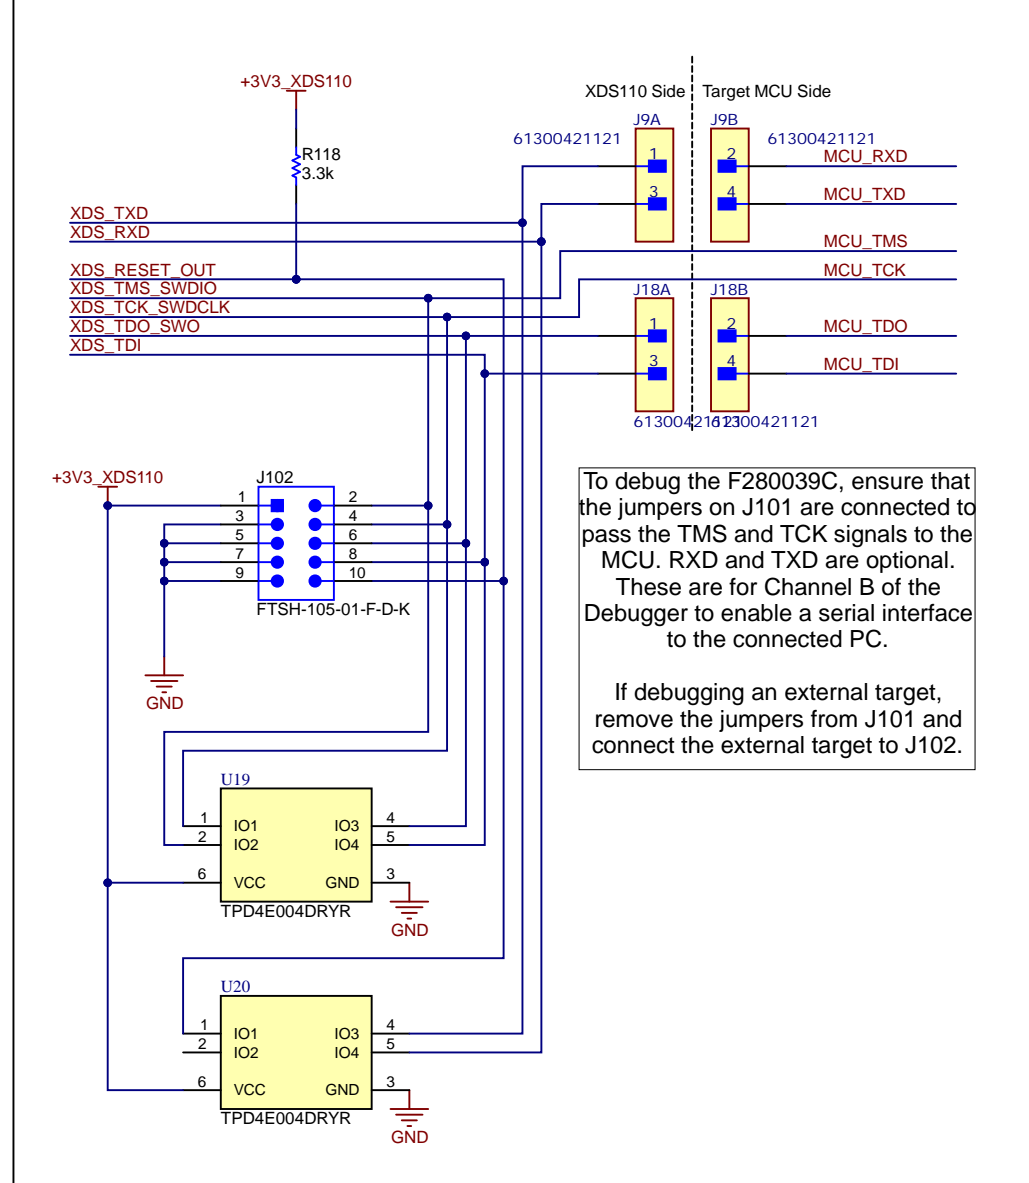 +3V3_XDS110
XDS110 Side
Target MCU Side
J9A
J9B
61300421121
61300421121
R118
3.3k
1
2
MCU_RXD
3
4
MCU_TXD
XDS_TXD
XDS_RXD
MCU_TMS
XDS_RESET_OUT
MCU_TCK
XDS_TMS_SWDIO
J18A
J18B
XDS_TCK_SWDCLK
XDS_TDO_SWO
1
2
MCU_TDO
XDS_TDI
3
4
MCU_TDI
61300421121
61300421121
+3V3_XDS110
J102
1
2
3
4
5
6
7
8
9
10
FTSH-105-01-F-D-K
GND
To debug the F280039C, ensure that
the jumpers on J101 are connected to
pass the TMS and TCK signals to the
MCU. RXD and TXD are optional.
These are for Channel B of the
Debugger to enable a serial interface
to the connected PC.
If debugging an external target,
remove the jumpers from J101 and
connect the external target to J102.
U19
1 IO1 IO3 4
2 IO2 IO4 5
6 VCC GND 3
TPD4E004DRYR
GND
U20
1 IO1 IO3 4
2 IO2 IO4 5
6 VCC GND 3
TPD4E004DRYR
GND